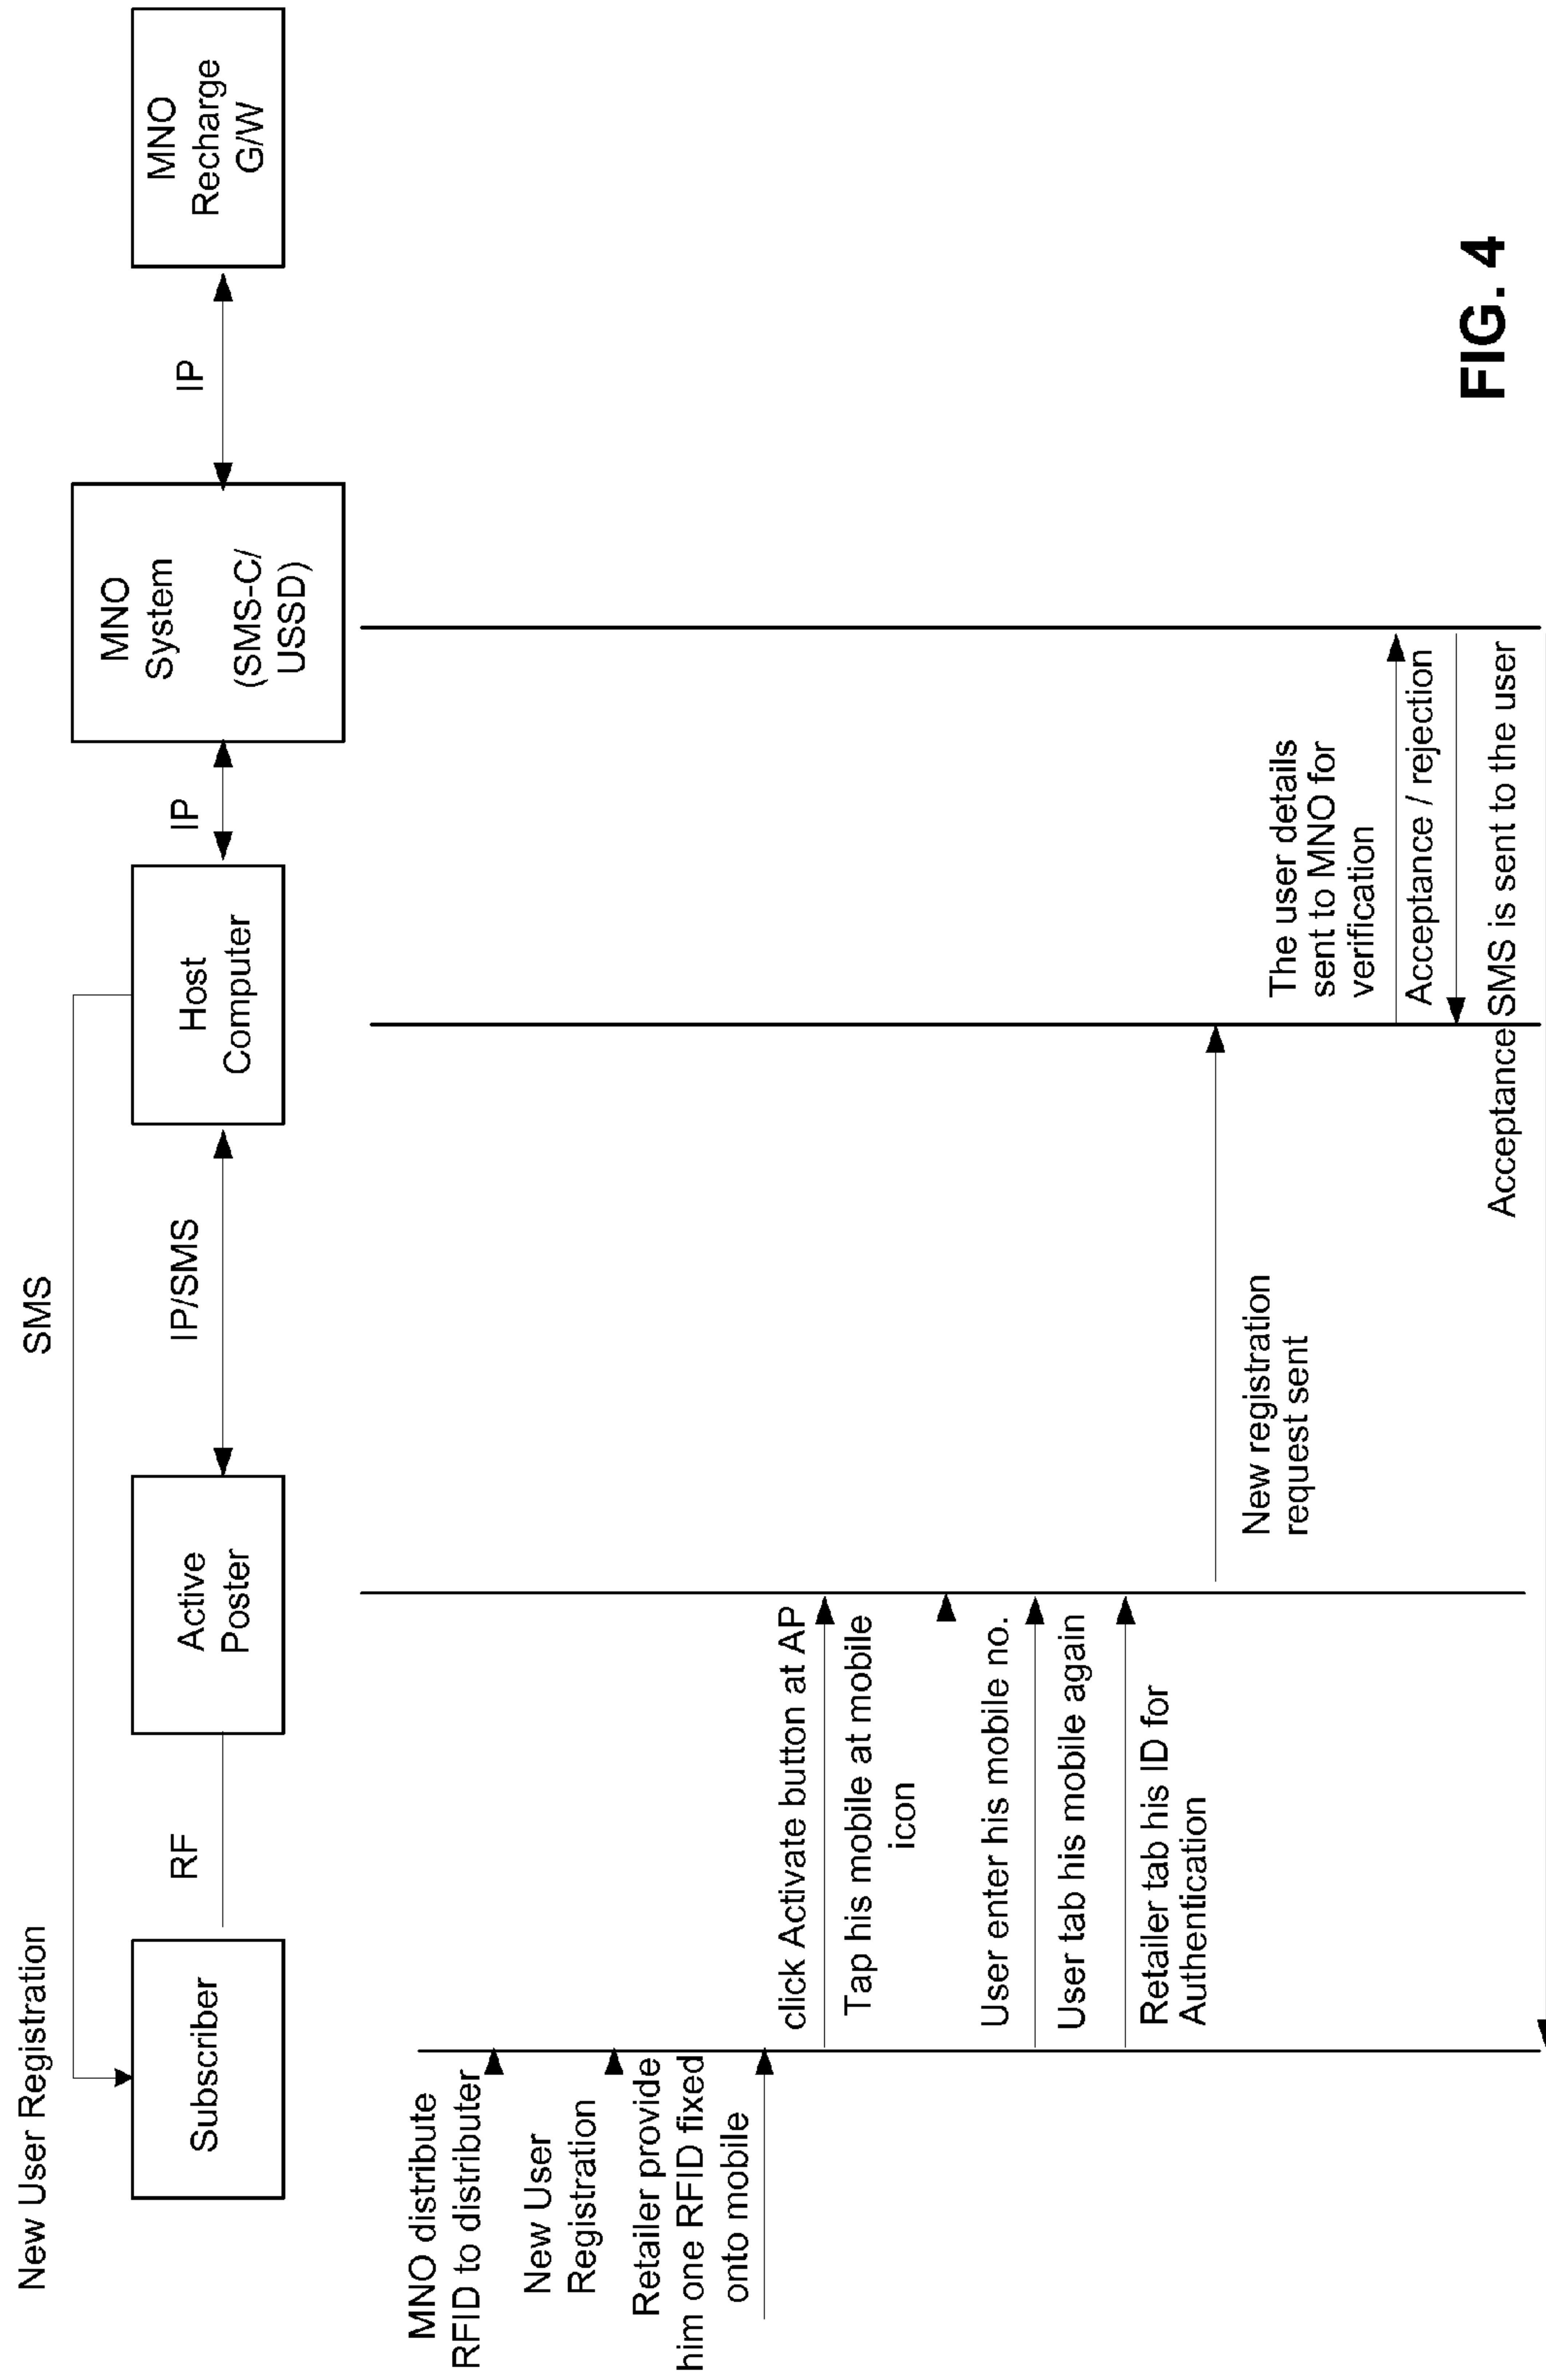 New User Registration
SMS
Subscriber
RF
Active
Poster
IP/SMS
Host
Computer
IP
MNO
System
(SMS-C/
USSD)
IP
MNO
Recharge
G/W
MNO distribute
RFID to distributer
New User
Registration
Retailer provide
him one RFID fixed
onto mobile
click Activate button at AP
Tap his mobile at mobile
icon
User enter his mobile no.
User tab his mobile again
Retailer tab his ID for
Authentication
New registration
request sent
The user details
sent to MNO for
verification
Acceptance / rejection
Acceptance SMS is sent to the user
FIG. 4